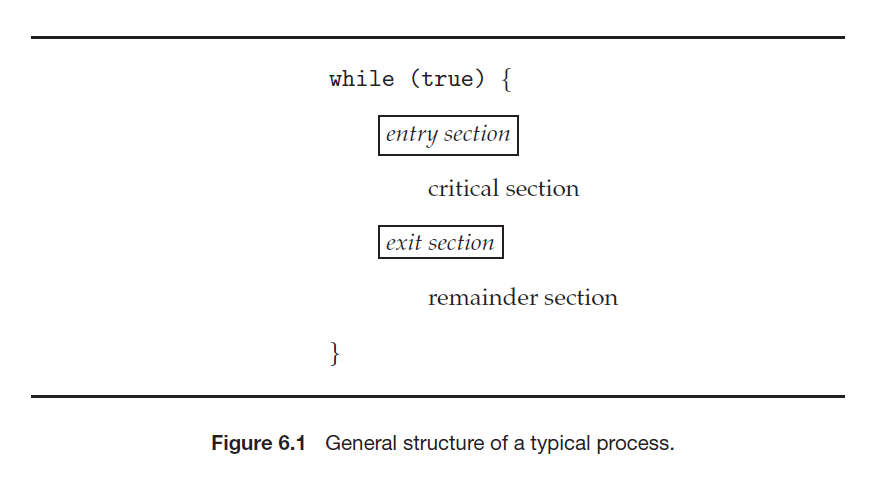 while (true) {
entry section
critical section
exit section
remainder section
}
Figure 6.1 General structure of a typical process.